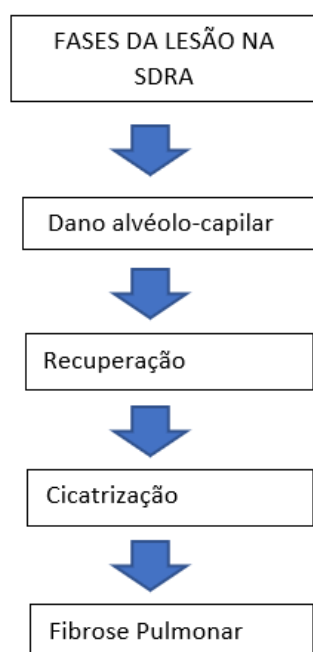 FASES DA LESÃO NA
SDRA
Dano alvéolo-capilar
Recuperação
Cicatrização
Fibrose Pulmonar